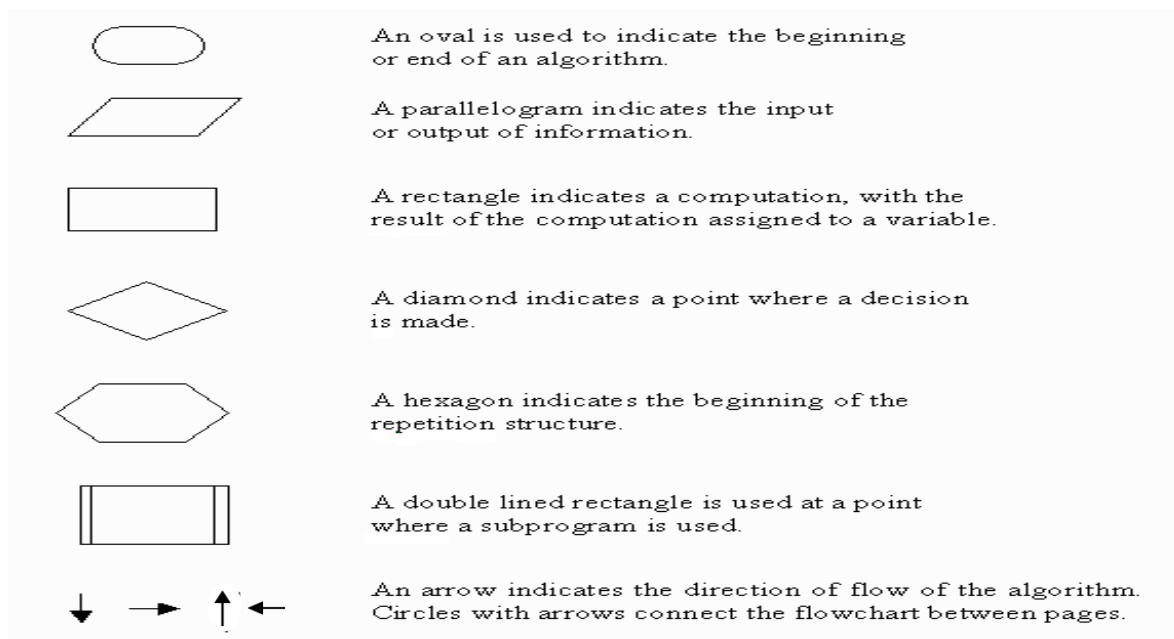 An oval is used to indicate the beginning
or end of an algorithm.
A parallelogram indicates the input
or output of information.
A rectangle indicates a computation, with the
result of the computation assigned to a variable.
A diamond indicates a point where a decision
is made.
A hexagon indicates the beginning of the
repetition structure.
A double lined rectangle is used at a point
where a subprogram is used.
An arrow indicates the direction of flow of the algorithm.
Circles with arrows connect the flowchart between pages.